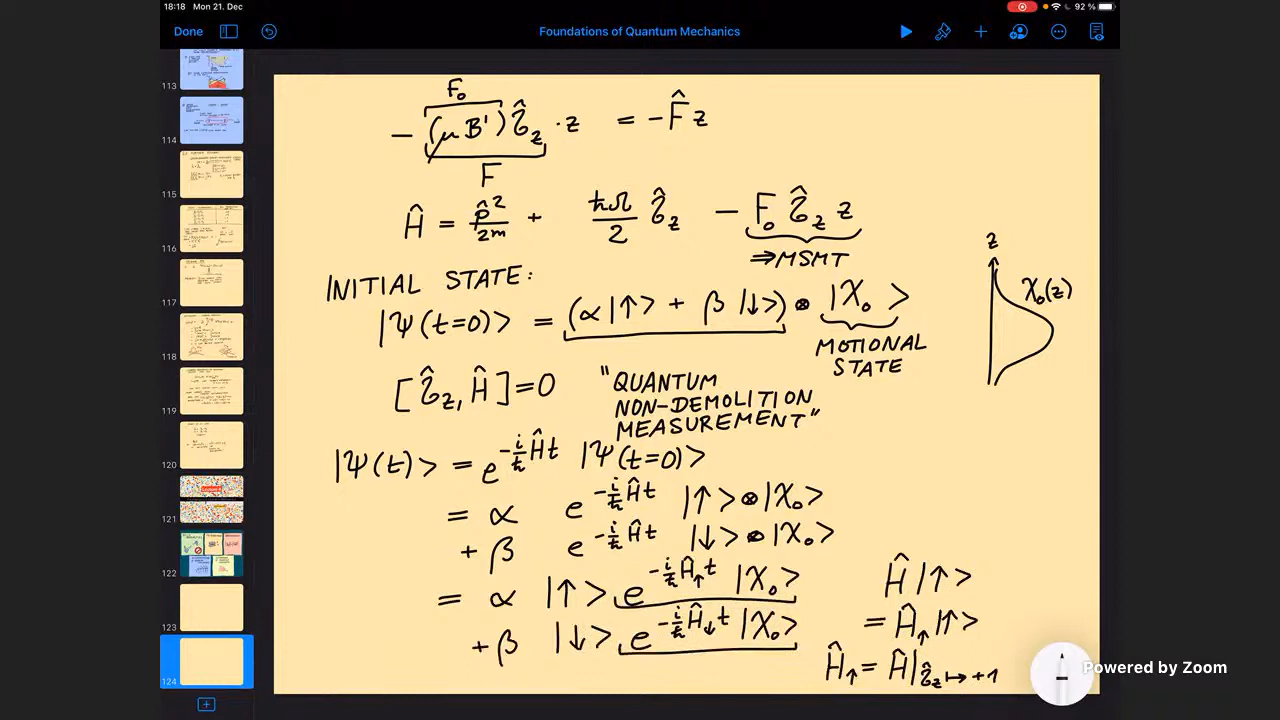 18:18 Mon 21. Dec
92 %
Done
Foundations of Quantum Mechanics
113
114
115
116
117
118
119
120
121
122
123
124
F₀
− (μ B') σ̂_z · z = − F̂ z
F
Ĥ = p̂²/2m + ħΩ/2 σ̂_z − F₀ σ̂_z z
⇒ MSMT
INITIAL STATE:
|Ψ(t=0)> = (α|↑> + β|↓>) ⊗ |χ₀>
MOTIONAL
STATE
z
χ₀(z)
[σ̂_z, Ĥ] = 0
"QUANTUM
NON-DEMOLITION
MEASUREMENT"
|Ψ(t)> = e^{-i/ħ Ĥt} |Ψ(t=0)>
= α e^{-i/ħ Ĥt} |↑> ⊗ |χ₀>
+ β e^{-i/ħ Ĥt} |↓> ⊗ |χ₀>
= α |↑> e^{-i/ħ Ĥ↑t} |χ₀>
+ β |↓> e^{-i/ħ Ĥ↓t} |χ₀>
Ĥ|↑>
= Ĥ↑|↑>
Ĥ↑ = Ĥ|_{σ̂_z ↦ +1}
Powered by Zoom